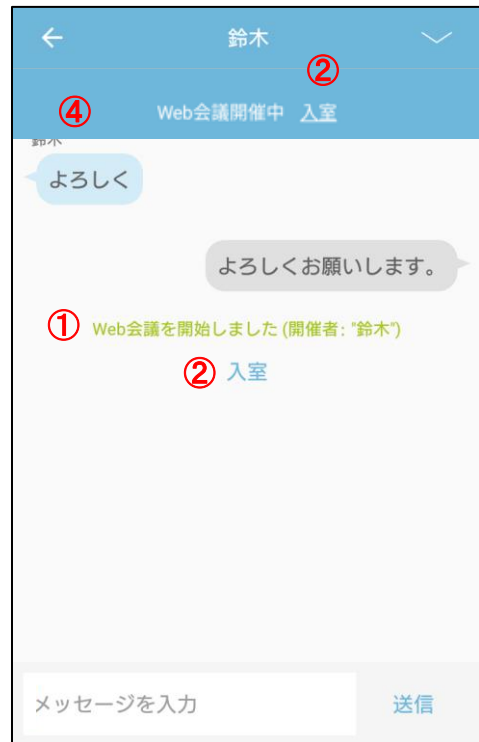 鈴木
②
④ Web会議開催中 入室
鈴木
よろしく
よろしくお願いします。
① Web会議を開始しました (開催者: "鈴木")
② 入室
メッセージを入力 送信